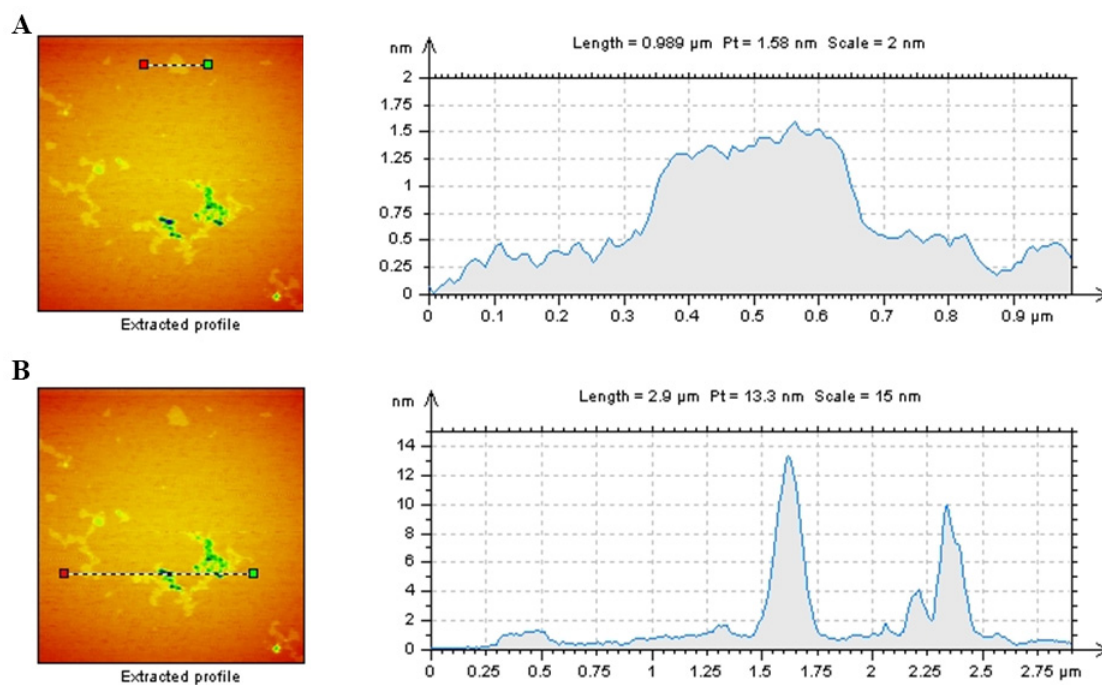 A
Extracted profile
Length = 0.989 µm Pt = 1.58 nm Scale = 2 nm
nm
2
1.75
1.5
1.25
1
0.75
0.5
0.25
0
0 0.1 0.2 0.3 0.4 0.5 0.6 0.7 0.8 0.9 µm
B
Extracted profile
Length = 2.9 µm Pt = 13.3 nm Scale = 15 nm
nm
14
12
10
8
6
4
2
0
0 0.25 0.5 0.75 1 1.25 1.5 1.75 2 2.25 2.5 2.75 µm